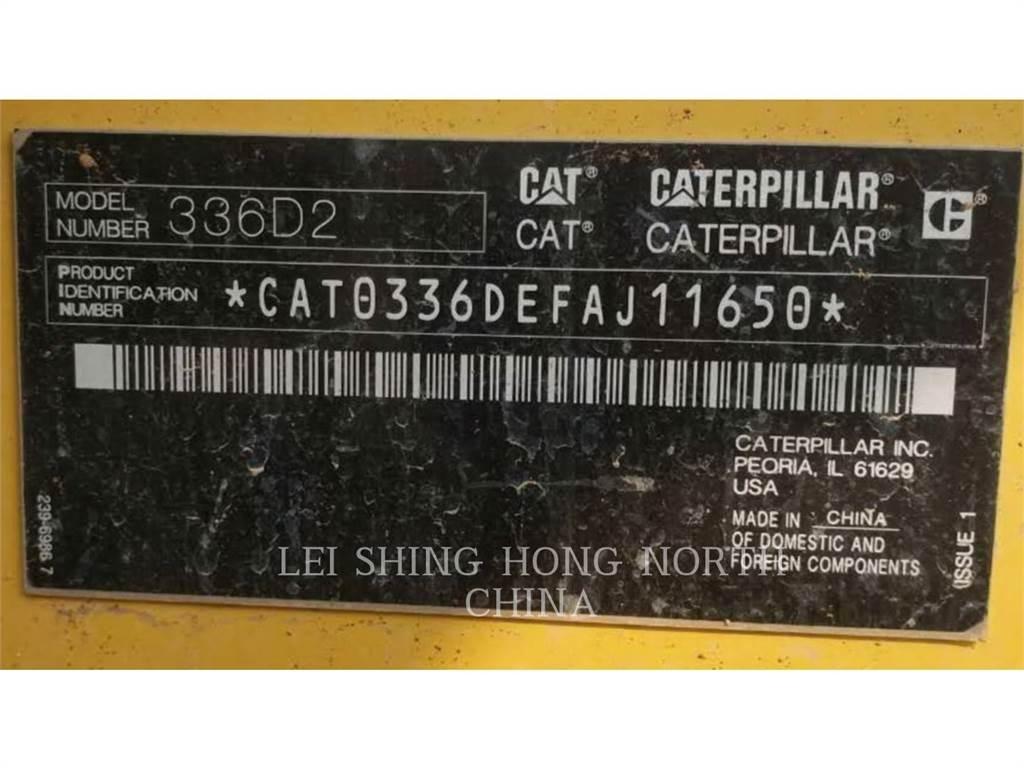 MODEL
NUMBER 336D2
CAT® CATERPILLAR®
CAT® CATERPILLAR®
PRODUCT
IDENTIFICATION
NUMBER
*CAT0336DEFAJ11650*
CATERPILLAR INC.
PEORIA, IL 61629
USA
MADE IN CHINA
OF DOMESTIC AND
FOREIGN COMPONENTS
239-6986 7
(ISSUE 1
LEI SHING HONG NORTH
CHINA